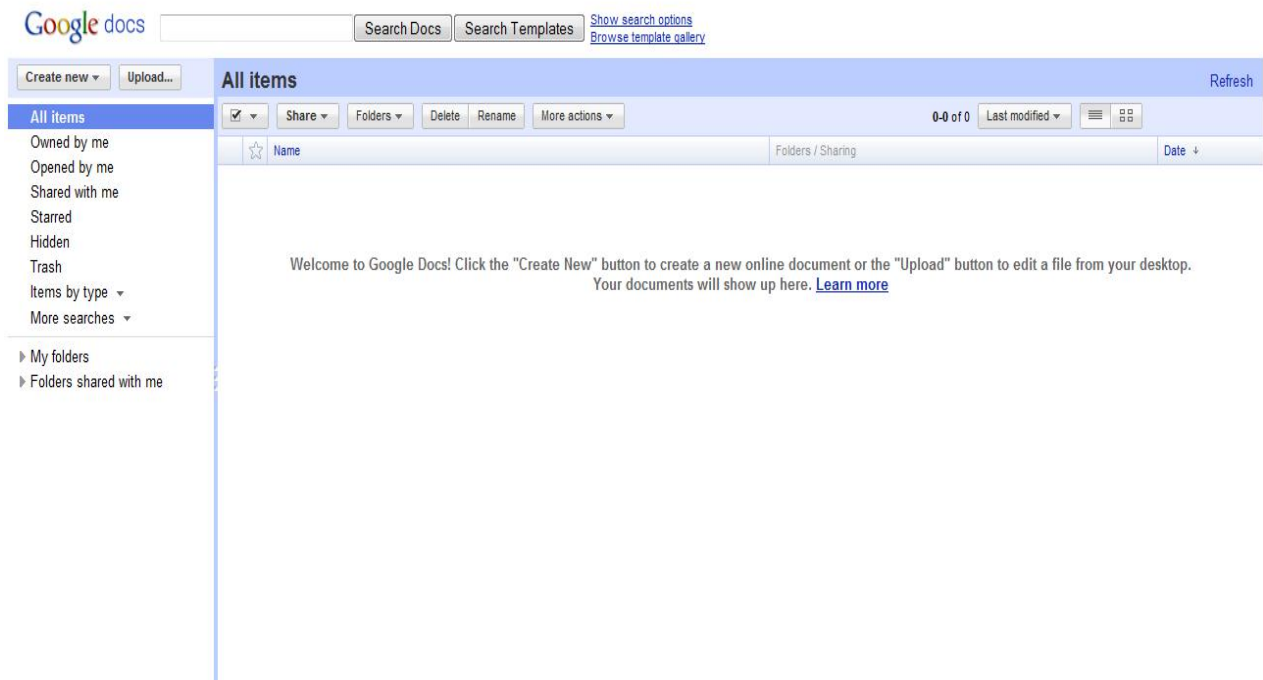 Google docs
Search Docs
Search Templates
Show search options
Browse template gallery
Create new
Upload...
All items
Owned by me
Opened by me
Shared with me
Starred
Hidden
Trash
Items by type
More searches
My folders
Folders shared with me
All items
Refresh
Share
Folders
Delete
Rename
More actions
0-0 of 0
Last modified
Name
Folders / Sharing
Date
Welcome to Google Docs! Click the "Create New" button to create a new online document or the "Upload" button to edit a file from your desktop.
Your documents will show up here. Learn more